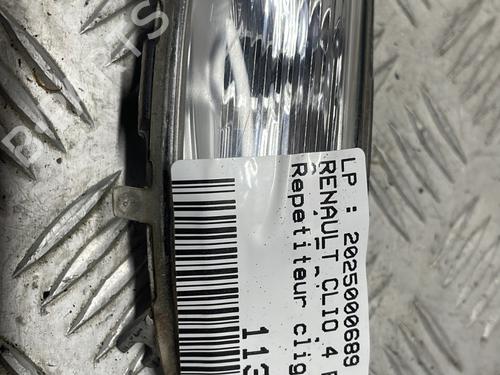 LP : 2025000689
RENAULT CLIO 4
Repetiteur clig
113